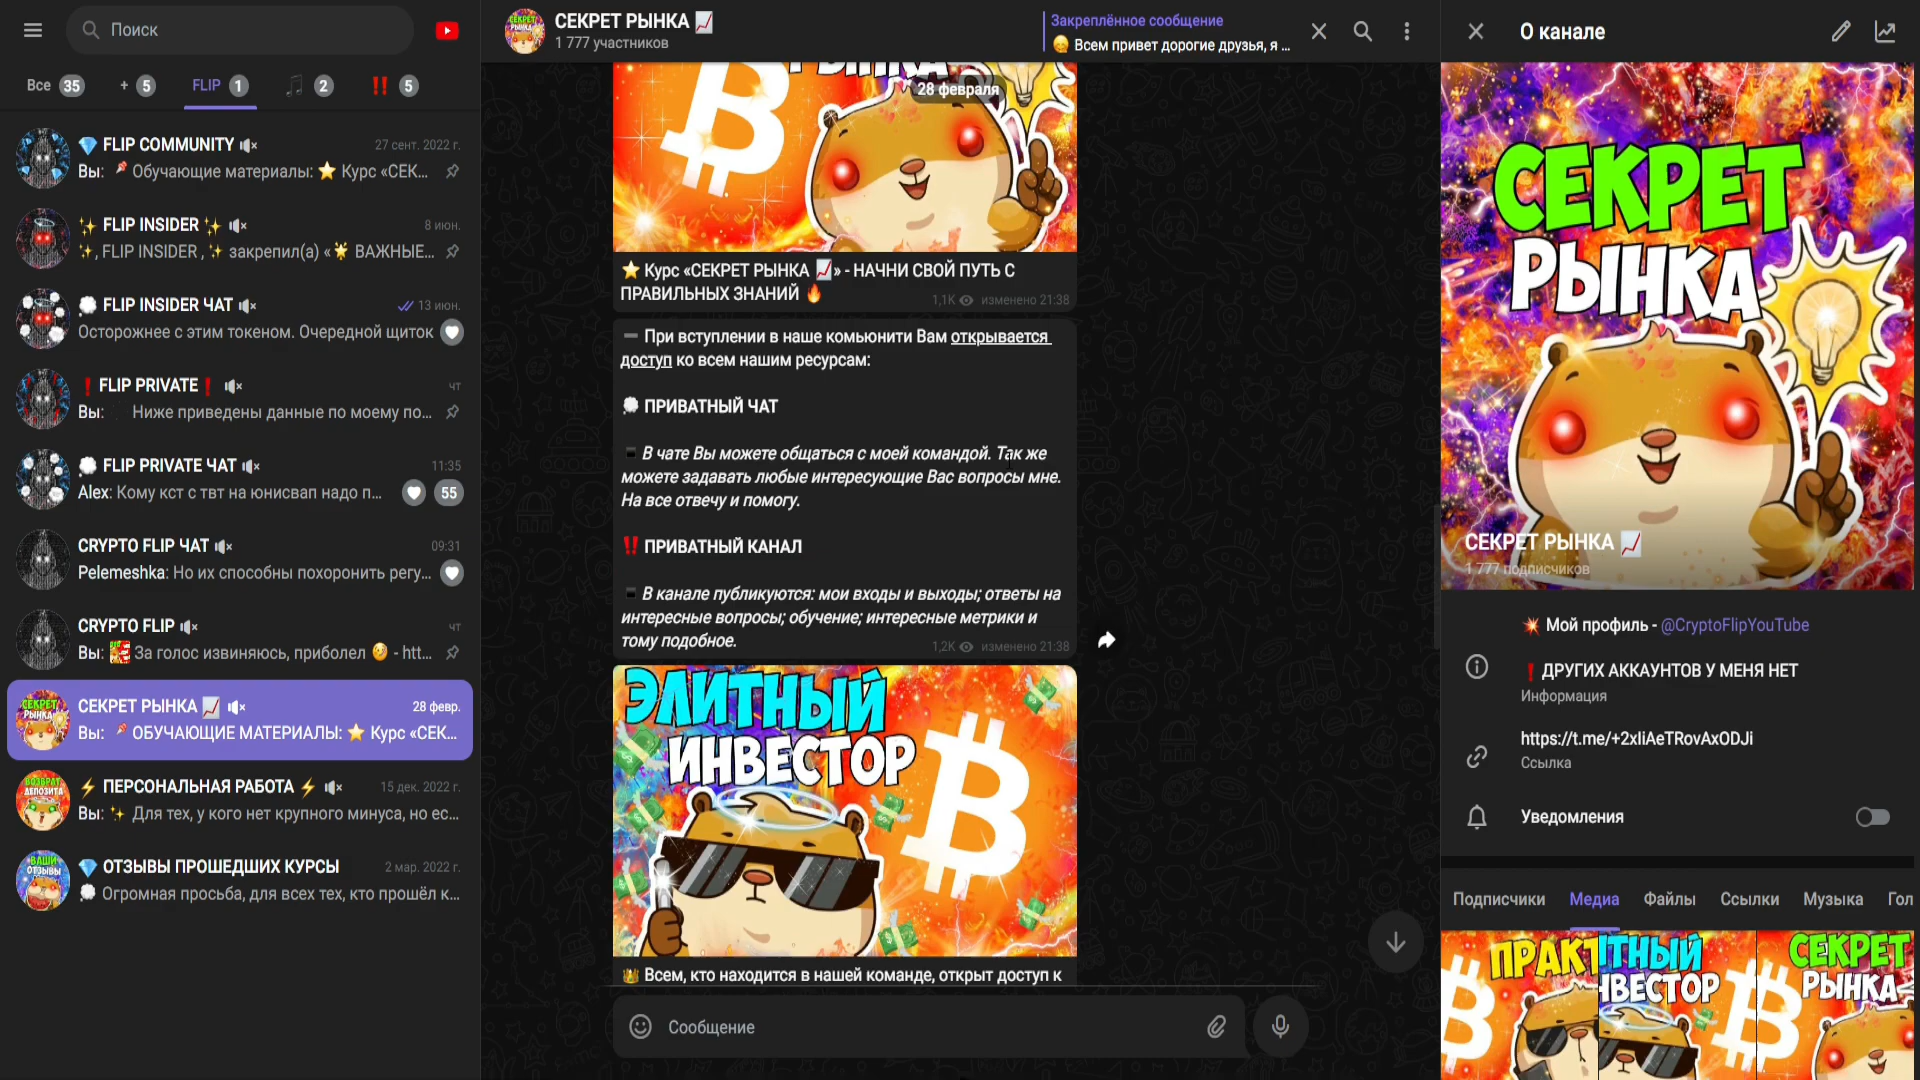 Поиск
Все 35
+ 5
FLIP 1
2
‼ 5
💎 FLIP COMMUNITY
27 сент. 2022 г.
Вы: 📌 Обучающие материалы: ⭐ Курс «СЕК...
✨ FLIP INSIDER ✨
8 июн.
✨, FLIP INSIDER , ✨ закрепил(а) «🌟 ВАЖНЫЕ...
💭 FLIP INSIDER ЧАТ
13 июн.
Осторожнее с этим токеном. Очередной щиток
❗ FLIP PRIVATE❗
чт
Вы: Ниже приведены данные по моему по...
💭 FLIP PRIVATE ЧАТ
11:35
Alex: Кому кст с твт на юнисвап надо п...
55
CRYPTO FLIP ЧАТ
09:31
Pelemeshka: Но их способны похоронить регу...
CRYPTO FLIP
чт
Вы: За голос извиняюсь, приболел 🤕 - htt...
СЕКРЕТ РЫНКА 📈
28 февр.
Вы: 📌 ОБУЧАЮЩИЕ МАТЕРИАЛЫ: ⭐ Курс «СЕК...
⚡ ПЕРСОНАЛЬНАЯ РАБОТА ⚡
15 дек. 2022 г.
Вы: ✨ Для тех, у кого нет крупного минуса, но ес...
💎 ОТЗЫВЫ ПРОШЕДШИХ КУРСЫ
2 мар. 2022 г.
💭 Огромная просьба, для всех тех, кто прошёл к...
СЕКРЕТ РЫНКА 📈
1 777 участников
Закреплённое сообщение
Всем привет дорогие друзья, я ...
РЫНКА
28 февраля
⭐ Курс «СЕКРЕТ РЫНКА 📈» - НАЧНИ СВОЙ ПУТЬ С
ПРАВИЛЬНЫХ ЗНАНИЙ 🔥
1,1K изменено 21:38
➖ При вступлении в наше комьюнити Вам открывается
доступ ко всем нашим ресурсам:
💭 ПРИВАТНЫЙ ЧАТ
▪ В чате Вы можете общаться с моей командой. Так же
можете задавать любые интересующие Вас вопросы мне.
На все отвечу и помогу.
‼ ПРИВАТНЫЙ КАНАЛ
▪ В канале публикуются: мои входы и выходы; ответы на
интересные вопросы; обучение; интересные метрики и
тому подобное.
1,2K изменено 21:38
ЭЛИТНЫЙ
ИНВЕСТОР
👑 Всем, кто находится в нашей команде, открыт доступ к
Сообщение
О канале
СЕКРЕТ
РЫНКА
СЕКРЕТ РЫНКА 📈
1 777 подписчиков
💥 Мой профиль - @CryptoFlipYouTube
❗ДРУГИХ АККАУНТОВ У МЕНЯ НЕТ
Информация
https://t.me/+2xliAeTRovAxODJi
Ссылка
Уведомления
Подписчики Медиа Файлы Ссылки Музыка Гол
ПРАКТ
ИТНЫЙ
НВЕСТОР
СЕКРЕТ
РЫНКА